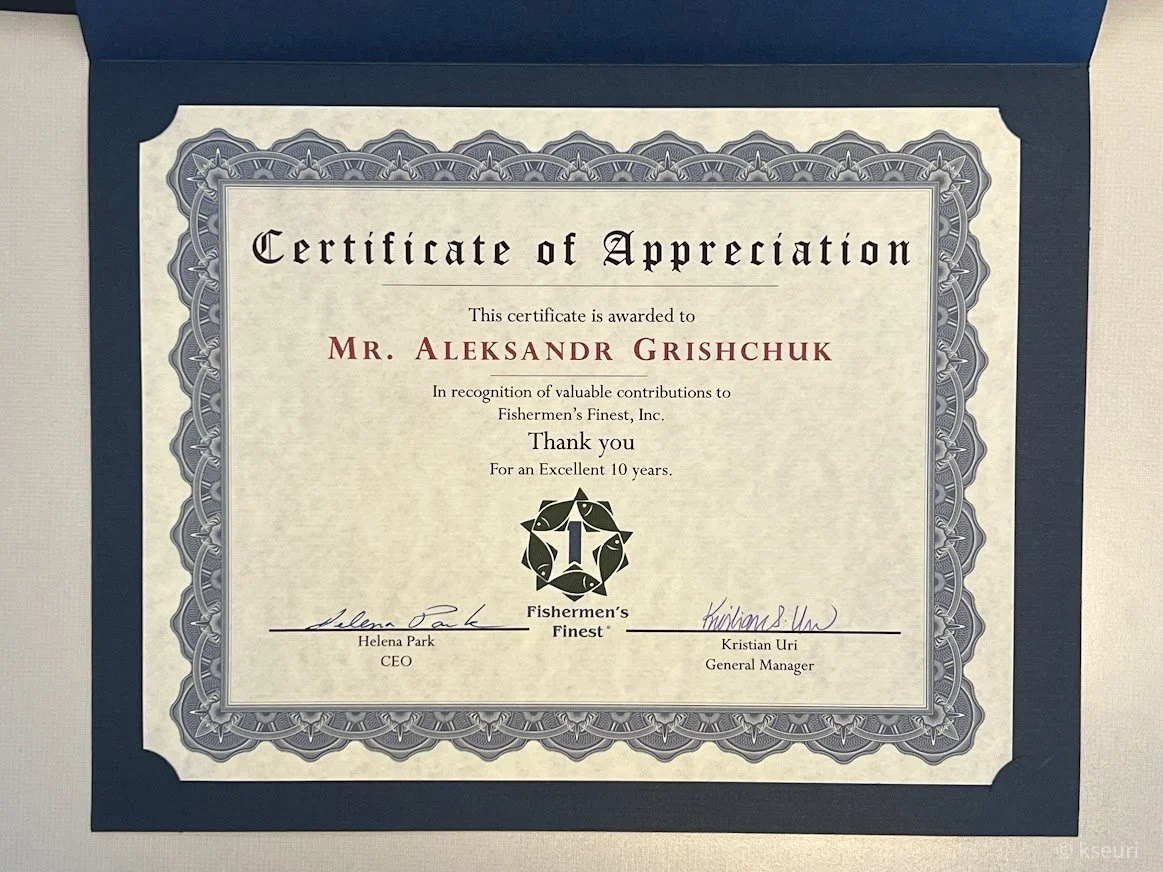 Certificate of Appreciation
This certificate is awarded to
MR. ALEKSANDR GRISHCHUK
In recognition of valuable contributions to
Fishermen's Finest, Inc.
Thank you
For an Excellent 10 years.
1
Fishermen's
Finest®
Helena Park
Kristian S. Uri
Helena Park
CEO
Kristian Uri
General Manager
© kseuri